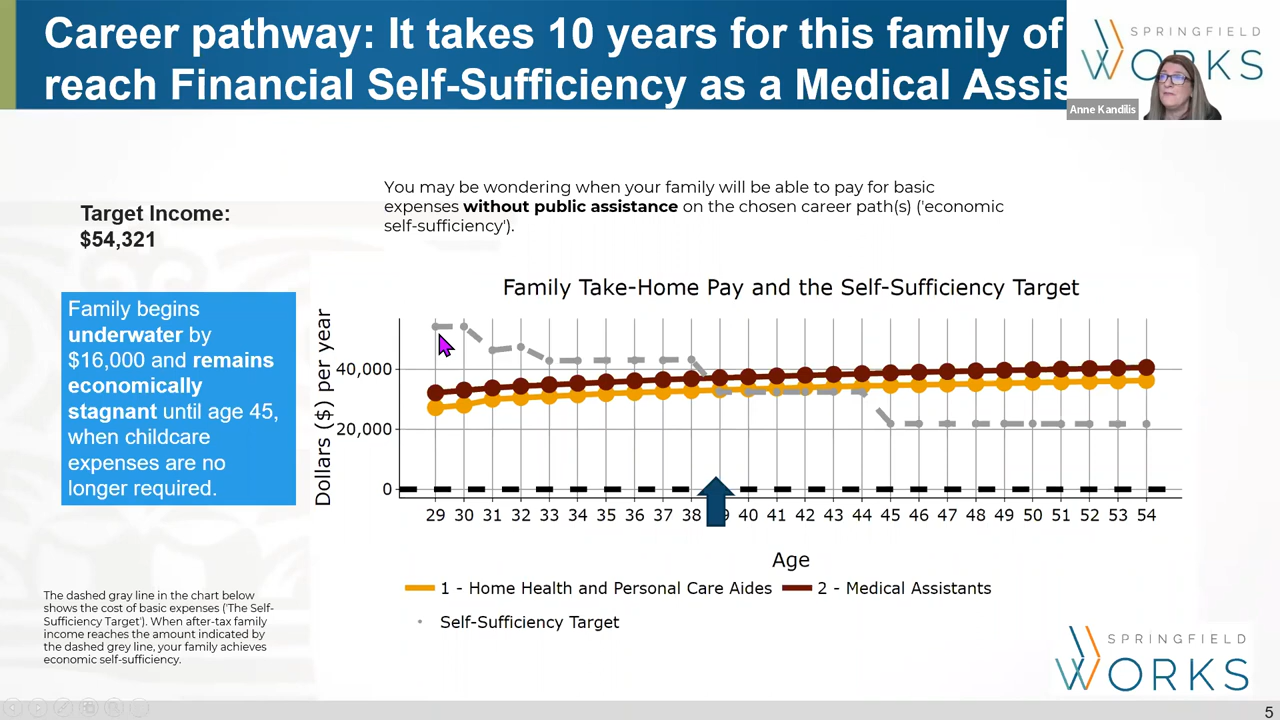 Career pathway: It takes 10 years for this family of
reach Financial Self-Sufficiency as a Medical Assis
SPRINGFIELD
WORKS
Anne Kandilis
Target Income:
$54,321
You may be wondering when your family will be able to pay for basic
expenses without public assistance on the chosen career path(s) ('economic
self-sufficiency').
Family begins
underwater by
$16,000 and remains
economically
stagnant until age 45,
when childcare
expenses are no
longer required.
Family Take-Home Pay and the Self-Sufficiency Target
Dollars ($) per year
40,000
20,000
0
29 30 31 32 33 34 35 36 37 38 40 41 42 43 44 45 46 47 48 49 50 51 52 53 54
Age
1 - Home Health and Personal Care Aides 2 - Medical Assistants
Self-Sufficiency Target
The dashed gray line in the chart below
shows the cost of basic expenses ('The Self-
Sufficiency Target'). When after-tax family
income reaches the amount indicated by
the dashed grey line, your family achieves
economic self-sufficiency.
SPRINGFIELD
WORKS
5